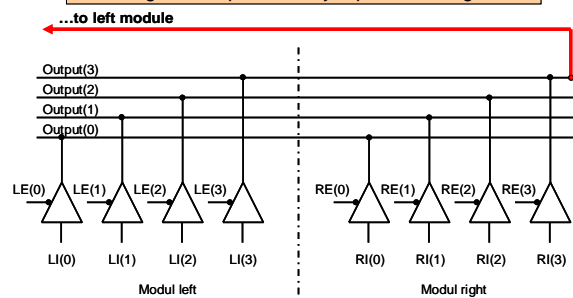 ...to left module
Output(3)
Output(2)
Output(1)
Output(0)
LE(0) LE(1) LE(2) LE(3) RE(0) RE(1) RE(2) RE(3)
LI(0) LI(1) LI(2) LI(3) RI(0) RI(1) RI(2) RI(3)
Modul left Modul right